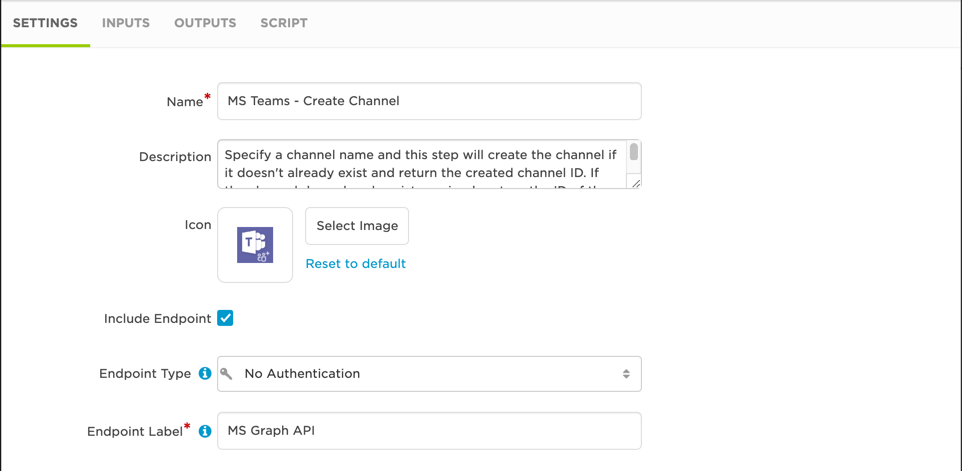 SETTINGS INPUTS OUTPUTS SCRIPT
Name*
MS Teams - Create Channel
Description
Specify a channel name and this step will create the channel if
it doesn't already exist and return the created channel ID. If
Icon
T
Select Image
Reset to default
Include Endpoint
Endpoint Type
No Authentication
Endpoint Label*
MS Graph API